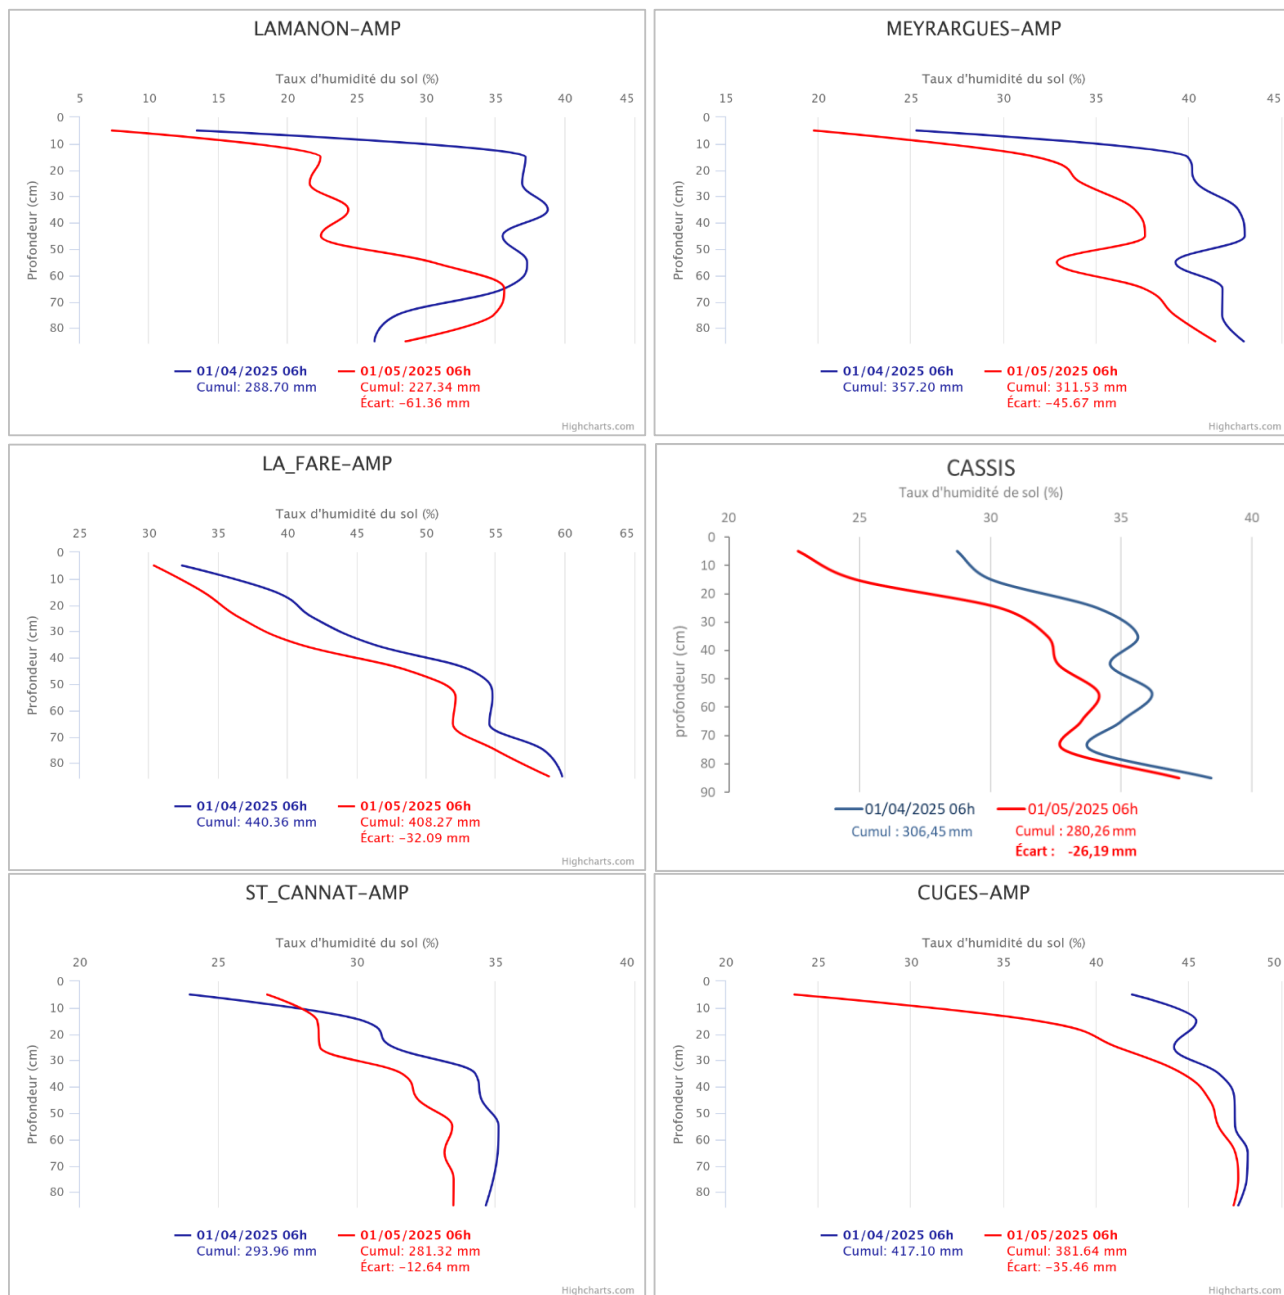 LAMANON-AMP
Taux d'humidité du sol (%)
5 10 20 30 35 40 45
0
10
20
30
40
50
60
70
80
Profondeur (cm)
01/04/2025 06h 01/05/2025 06h
Cumul: 288.70 mm Cumul: 227.34 mm
Écart: -61.36 mm
Highcharts.com
MEYRARGUES-AMP
Taux d'humidité du sol (%)
15 20 25 30 35 40 45
0
10
20
30
40
50
60
70
80
Profondeur (cm)
01/04/2025 06h 01/05/2025 06h
Cumul: 357.20 mm Cumul: 311.53 mm
Écart: -45.67 mm
Highcharts.com
LA_FARE-AMP
Taux d'humidité du sol (%)
25 30 35 40 45 50 55 60 65
0
10
20
30
40
50
60
70
80
Profondeur (cm)
01/04/2025 06h 01/05/2025 06h
Cumul: 440.36 mm Cumul: 408.27 mm
Écart: -32.09 mm
Highcharts.com
CASSIS
Taux d'humidité de sol (%)
20 25 30 35 40
0
10
20
30
40
50
60
70
80
90
profondeur (cm)
01/04/2025 06h 01/05/2025 06h
Cumul : 306,45 mm Cumul : 280,26 mm
Écart : -26,19 mm
ST_CANNAT-AMP
Taux d'humidité du sol (%)
20 25 30 35 40
0
10
20
30
40
50
60
70
80
Profondeur (cm)
01/04/2025 06h 01/05/2025 06h
Cumul: 293.96 mm Cumul: 281.32 mm
Écart: -12.64 mm
Highcharts.com
CUGES-AMP
Taux d'humidité du sol (%)
20 25 30 35 40 45 50
0
10
20
30
40
50
60
70
80
Profondeur (cm)
01/04/2025 06h 01/05/2025 06h
Cumul: 417.10 mm Cumul: 381.64 mm
Écart: -35.46 mm
Highcharts.com